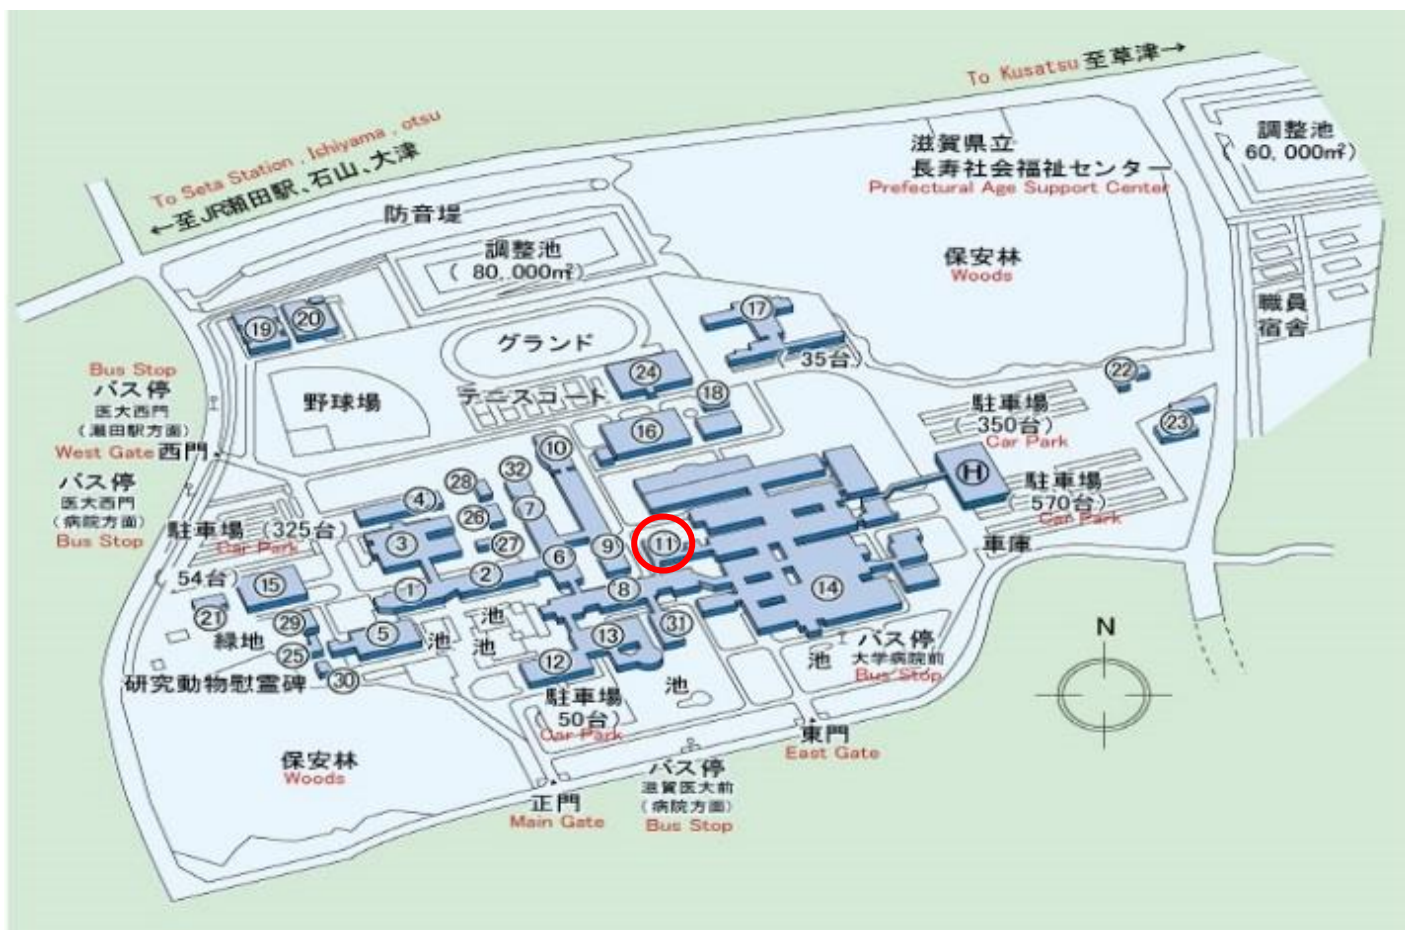 To Kusatsu 至草津→
調整池
( 60,000㎡)
滋賀県立
長寿社会福祉センター
Prefectural Age Support Center
To Seta Station , Ishiyama , otsu
←至JR瀬田駅、石山、大津
防音堤
調整池
( 80,000㎡)
保安林
Woods
職員
宿舎
⑲
⑳
⑰
グランド
(35台)
㉔
㉒
Bus Stop
バス停
医大西門
(瀬田駅方面)
West Gate 西門
野球場
テニスコート
⑱
⑯
駐車場
(350台)
Car Park
㉓
バス停
医大西門
(病院方面)
Bus Stop
⑩
㉜
㉘
④
⑦
㉖
Ⓗ
駐車場
(570台)
Car Park
駐車場(325台)
Car Park
③
㉗
⑥
⑨
⑪
車庫
54台)
⑮
①
②
⑧
⑭
㉑
㉙
⑤
池
池
池
⑬
㉛
緑地
㉕
㉚
⑫
池
池
バス停
大学病院前
Bus Stop
N
研究動物慰霊碑
駐車場
50台)
Car Park
東門
East Gate
保安林
Woods
正門
Main Gate
バス停
滋賀医大前
(病院方面)
Bus Stop